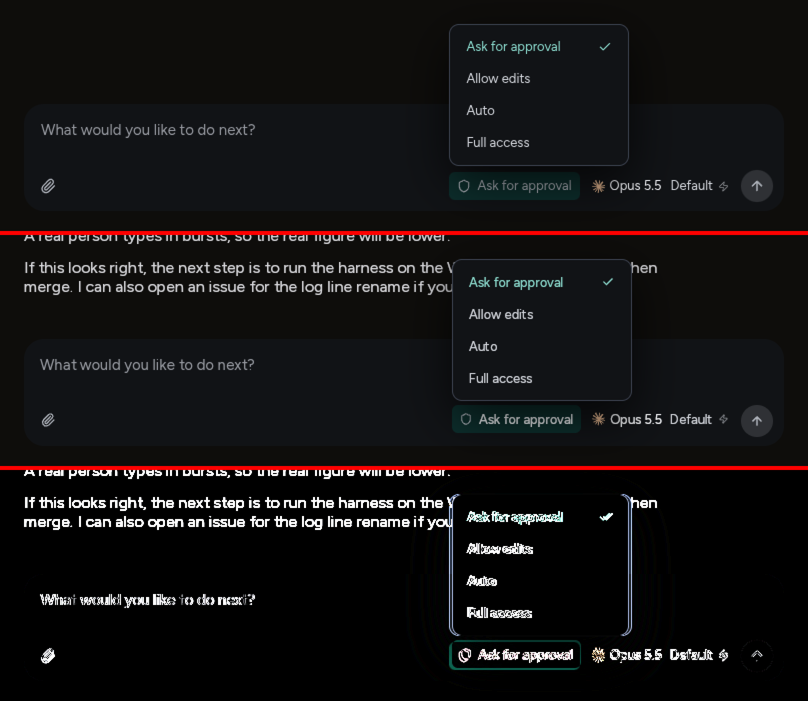 Ask for approval
Allow edits
Auto
Full access
What would you like to do next?
Ask for approval
Opus 5.5 Default
A real person types in bursts, so the real figure will be lower.
If this looks right, the next step is to run the harness on the hen
merge. I can also open an issue for the log line rename if you
Ask for approval
Allow edits
Auto
Full access
What would you like to do next?
Ask for approval
Opus 5.5 Default
A real person types in bursts, so the real figure will be lower.
If this looks right, the next step is to run the harness on the hen
merge. I can also open an issue for the log line rename if you
Ask for approval
Allow edits
Auto
Full access
What would you like to do next?
Ask for approval
Opus 5.5 Default